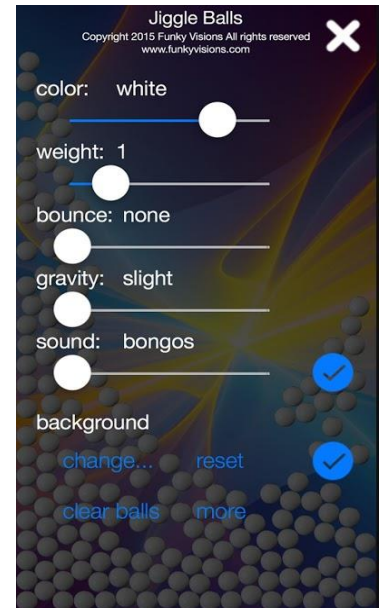 Jiggle Balls
Copyright 2015 Funky Visions All rights reserved
www.funkyvisions.com
color: white
weight: 1
bounce: none
gravity: slight
sound: bongos
background
change... reset
clear balls more